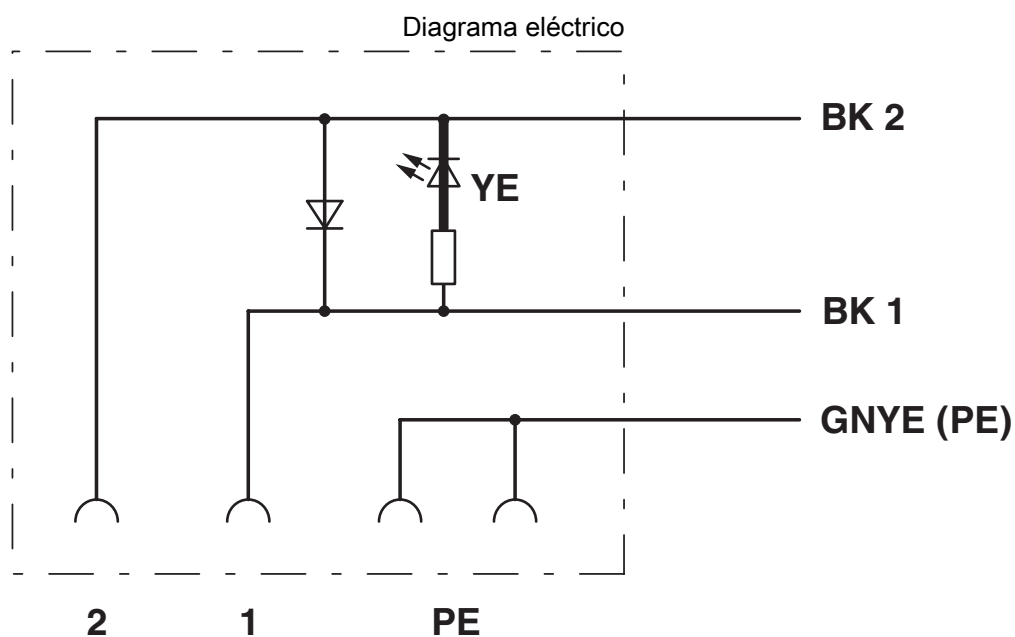 Diagrama eléctrico
BK 2
YE
BK 1
GNYE (PE)
2 1 PE